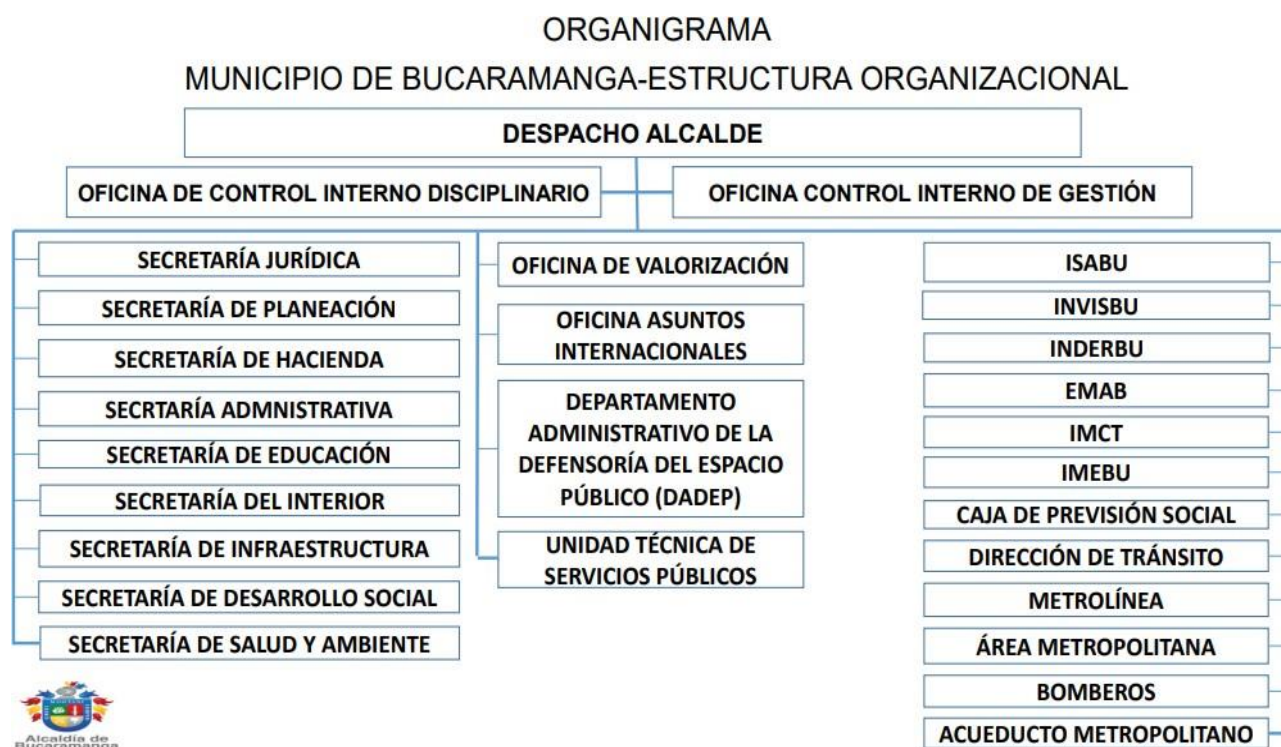 ORGANIGRAMA
MUNICIPIO DE BUCARAMANGA-ESTRUCTURA ORGANIZACIONAL
DESPACHO ALCALDE
OFICINA DE CONTROL INTERNO DISCIPLINARIO
OFICINA CONTROL INTERNO DE GESTIÓN
SECRETARÍA JURÍDICA
SECRETARÍA DE PLANEACIÓN
SECRETARÍA DE HACIENDA
SECRTARÍA ADMNISTRATIVA
SECRETARÍA DE EDUCACIÓN
SECRETARÍA DEL INTERIOR
SECRETARÍA DE INFRAESTRUCTURA
SECRETARÍA DE DESARROLLO SOCIAL
SECRETARÍA DE SALUD Y AMBIENTE
OFICINA DE VALORIZACIÓN
OFICINA ASUNTOS
INTERNACIONALES
DEPARTAMENTO
ADMINISTRATIVO DE LA
DEFENSORÍA DEL ESPACIO
PÚBLICO (DADEP)
UNIDAD TÉCNICA DE
SERVICIOS PÚBLICOS
ISABU
INVISBU
INDERBU
EMAB
IMCT
IMEBU
CAJA DE PREVISIÓN SOCIAL
DIRECCIÓN DE TRÁNSITO
METROLÍNEA
ÁREA METROPOLITANA
BOMBEROS
ACUEDUCTO METROPOLITANO
Alcaldía de
Bucaramanga